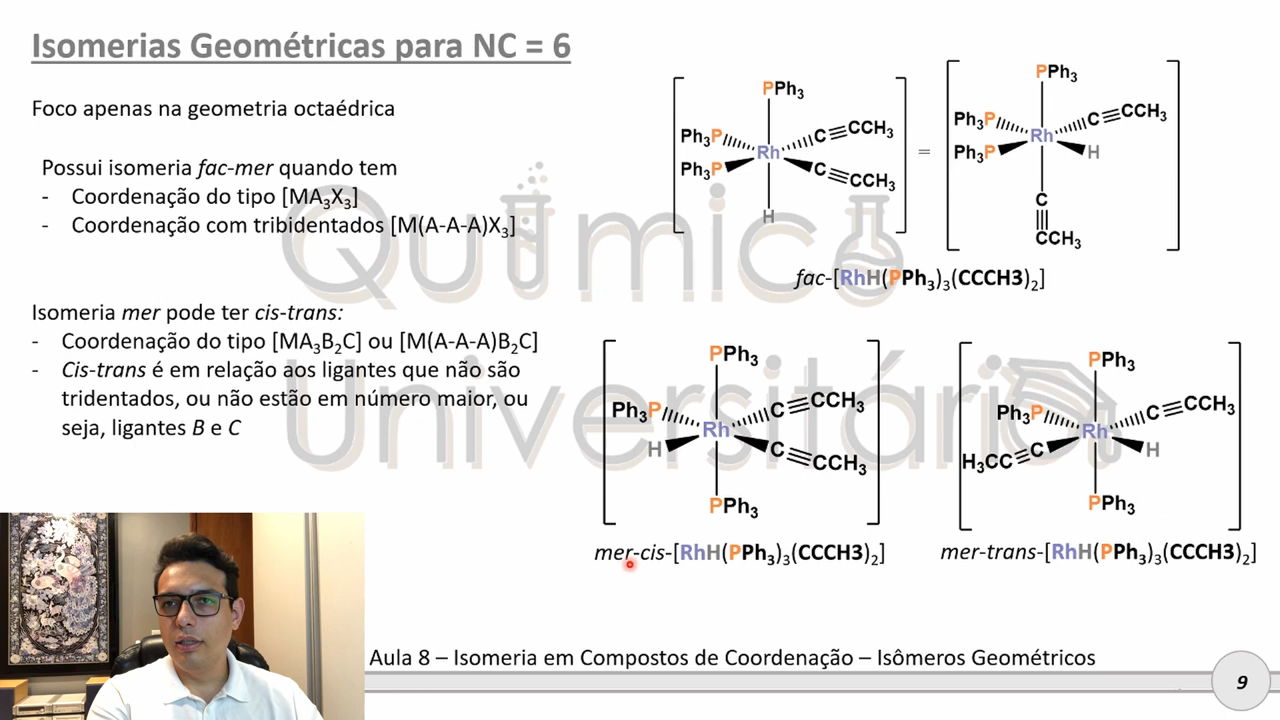 Isomerias Geométricas para NC = 6
Foco apenas na geometria octaédrica
Possui isomeria fac-mer quando tem
- Coordenação do tipo [MA3X3]
- Coordenação com tribidentados [M(A-A-A)X3]
Isomeria mer pode ter cis-trans:
- Coordenação do tipo [MA3B2C] ou [M(A-A-A)B2C]
- Cis-trans é em relação aos ligantes que não são
tridentados, ou não estão em número maior, ou
seja, ligantes B e C
PPh3
Ph3P
C≡CCH3
Rh
Ph3P
C≡CCH3
H
=
PPh3
Ph3P
C≡CCH3
Rh
Ph3P
H
C
CCH3
fac-[RhH(PPh3)3(CCCH3)2]
PPh3
Ph3P
C≡CCH3
Rh
H
C≡CCH3
PPh3
mer-cis-[RhH(PPh3)3(CCCH3)2]
PPh3
Ph3P
C≡CCH3
Rh
H3CC≡C
H
PPh3
mer-trans-[RhH(PPh3)3(CCCH3)2]
Químico
Universitário
Aula 8 – Isomeria em Compostos de Coordenação – Isômeros Geométricos
9